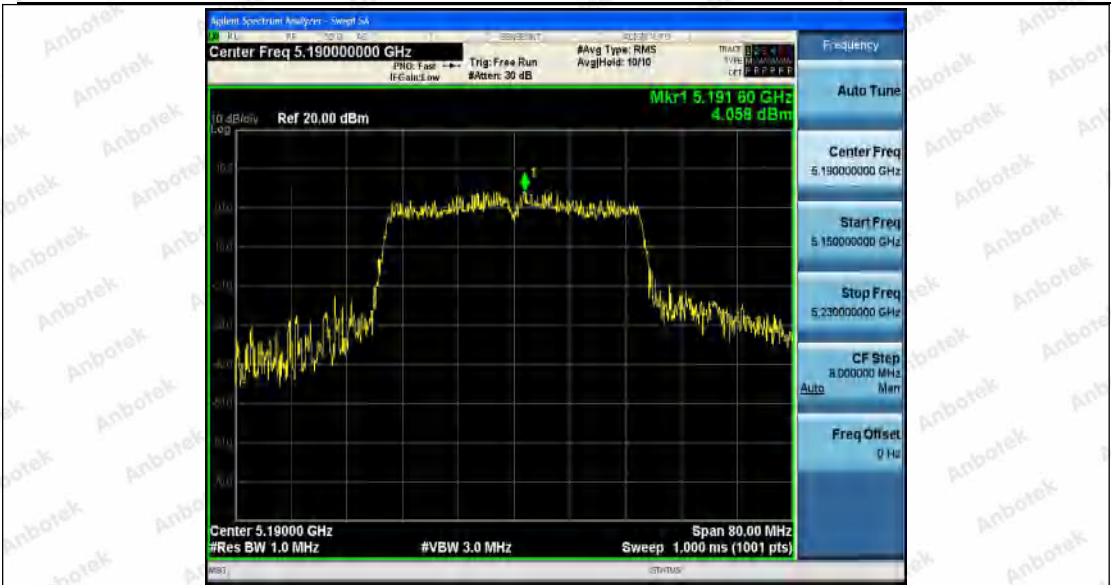 Agilent Spectrum Analyzer - Swept SA
Center Freq 5.190000000 GHz
PNO: Fast
IFGain:Low
Trig: Free Run
#Atten: 30 dB
#Avg Type: RMS
Avg|Hold: 10/10
TRACE
TYPE
DET P P P P P P
Mkr1 5.191 60 GHz
4.058 dBm
10 dB/div
Log
Ref 20.00 dBm
1
Center 5.19000 GHz
Span 80.00 MHz
#Res BW 1.0 MHz
#VBW 3.0 MHz
Sweep 1.000 ms (1001 pts)
MSG
STATUS
Frequency
Auto Tune
Center Freq
5.190000000 GHz
Start Freq
5.150000000 GHz
Stop Freq
5.230000000 GHz
CF Step
8.000000 MHz
Auto Man
Freq Offset
0 Hz
Anbotek